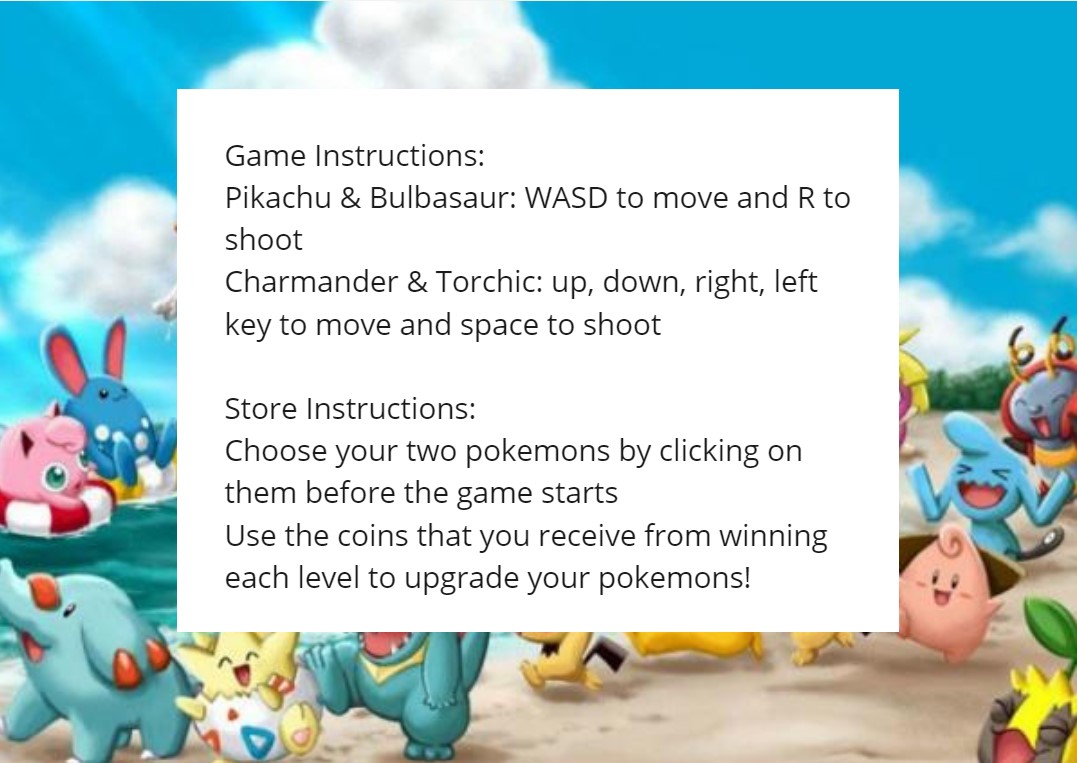 Game Instructions:
Pikachu & Bulbasaur: WASD to move and R to
shoot
Charmander & Torchic: up, down, right, left
key to move and space to shoot
Store Instructions:
Choose your two pokemons by clicking on
them before the game starts
Use the coins that you receive from winning
each level to upgrade your pokemons!